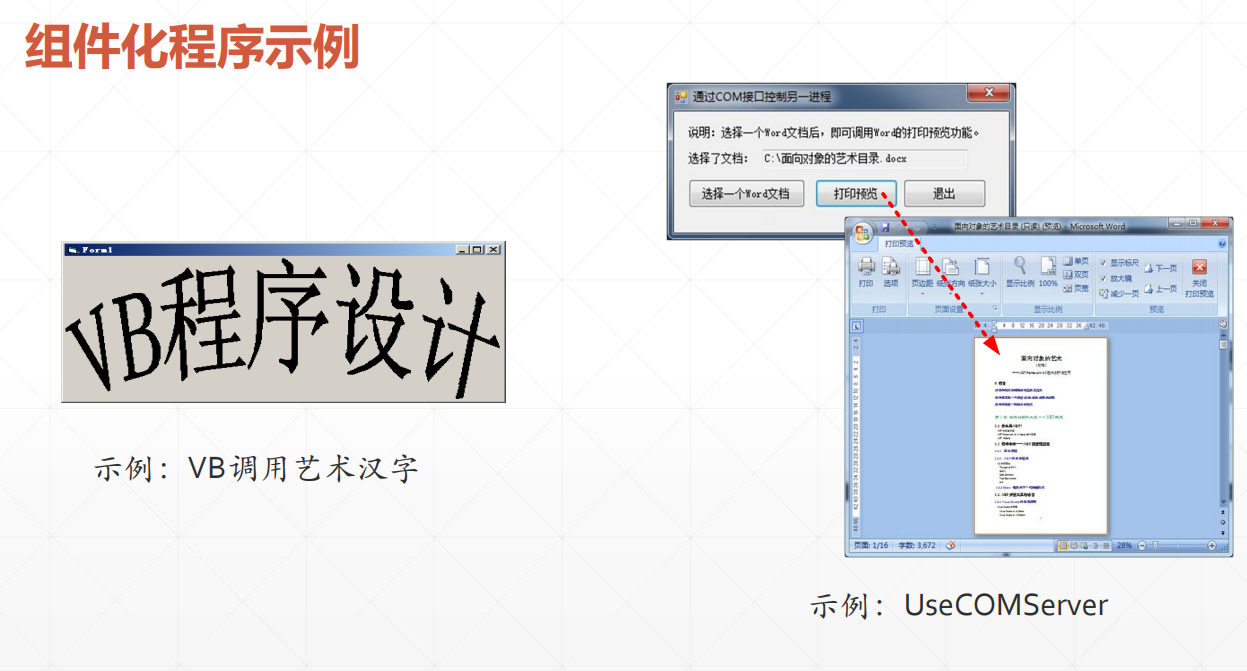 组件化程序示例
通过COM接口控制另一进程
说明：选择一个Word文档后，即可调用Word的打印预览功能。
选择了文档： C:\面向对象的艺术目录.docx
选择一个Word文档 打印预览 退出
Form1
VB程序设计
示例：VB调用艺术汉字
面向对象的艺术目录 (只读) (预览) - Microsoft Word
打印预览
打印 选项 页边距 纸张方向 纸张大小 显示比例 100% 单页 双页 页宽 显示标尺 放大镜 减少一页 下一页 上一页 关闭 打印预览
打印 页面设置 显示比例 预览
面向对象的艺术
页面: 1/16 字数: 3,672 28%
示例：UseCOMServer